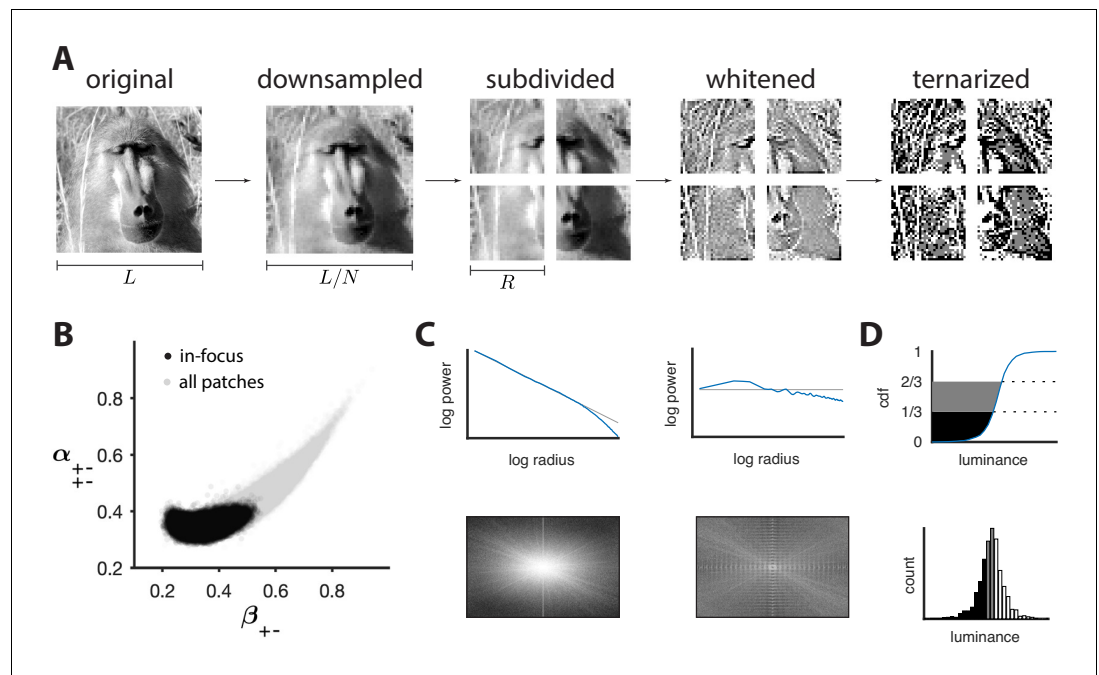 A
original downsampled subdivided whitened ternarized
L L/N R
B
in-focus
all patches
0.8
0.6
0.4
0.2
α
+-
+-
0.2 0.4 0.6 0.8
β+-
C
log power
log radius
log power
log radius
D
1
2/3
1/3
0
cdf
luminance
count
luminance